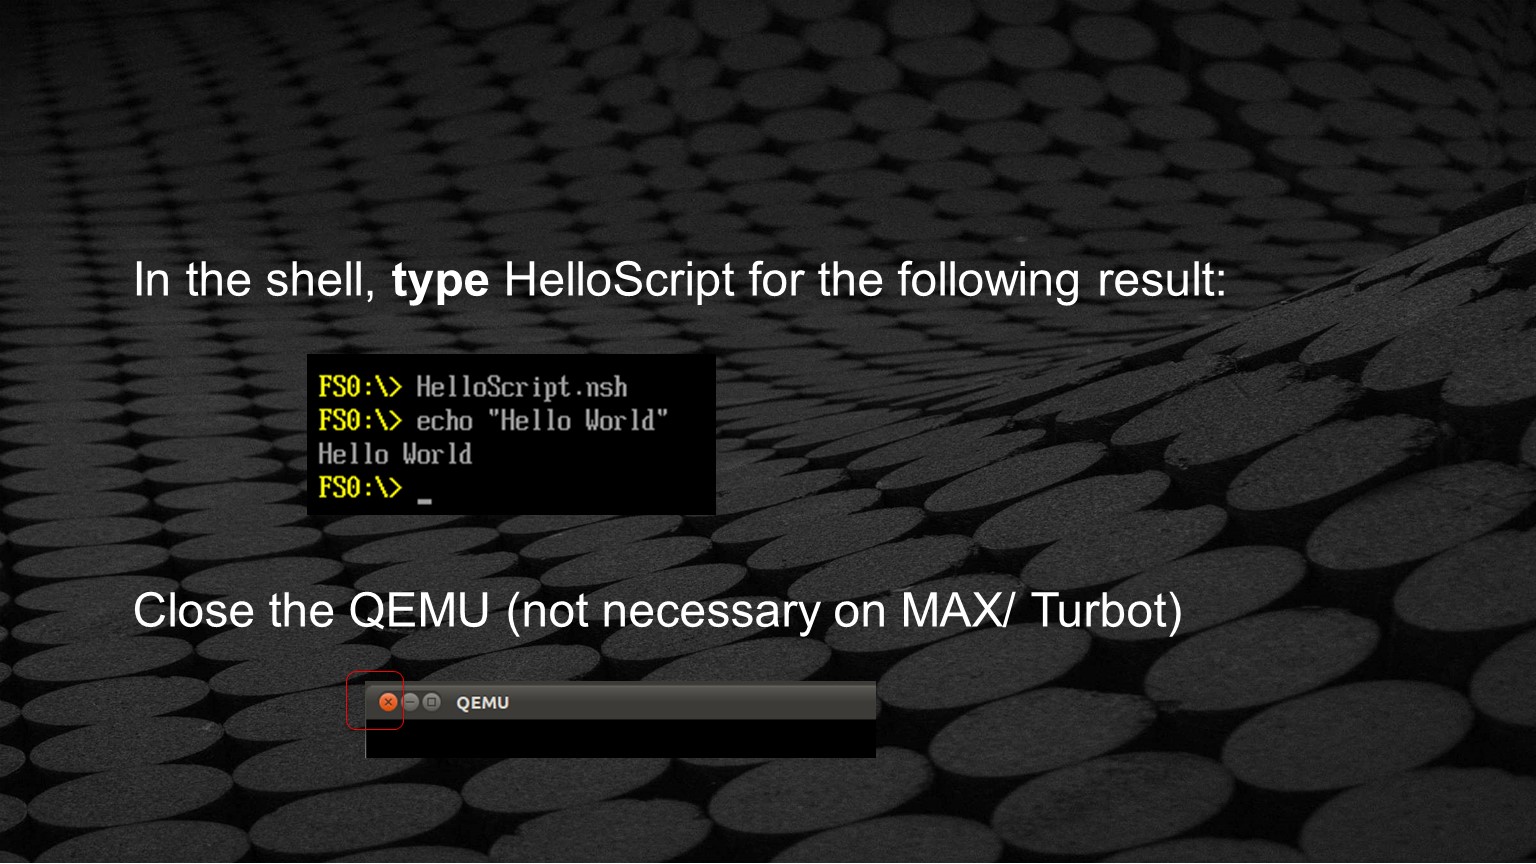 In the shell, type HelloScript for the following result:
FS0:\> HelloScript.nsh
FS0:\> echo "Hello World"
Hello World
FS0:\> _
Close the QEMU (not necessary on MAX/ Turbot)
QEMU